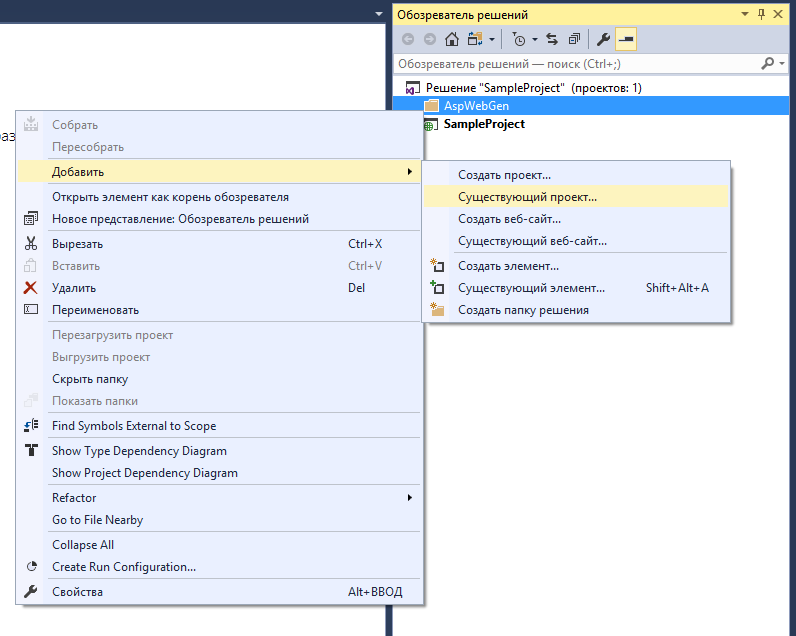 Обозреватель решений
Обозреватель решений — поиск (Ctrl+;)
Решение "SampleProject" (проектов: 1)
AspWebGen
SampleProject
аз
Собрать
Пересобрать
Добавить
Открыть элемент как корень обозревателя
Новое представление: Обозреватель решений
Вырезать Ctrl+X
Вставить Ctrl+V
Удалить Del
Переименовать
Перезагрузить проект
Выгрузить проект
Скрыть папку
Показать папки
Find Symbols External to Scope
Show Type Dependency Diagram
Show Project Dependency Diagram
Refactor
Go to File Nearby
Collapse All
Create Run Configuration...
Свойства Alt+ВВОД
Создать проект...
Существующий проект...
Создать веб-сайт...
Существующий веб-сайт...
Создать элемент...
Существующий элемент... Shift+Alt+A
Создать папку решения